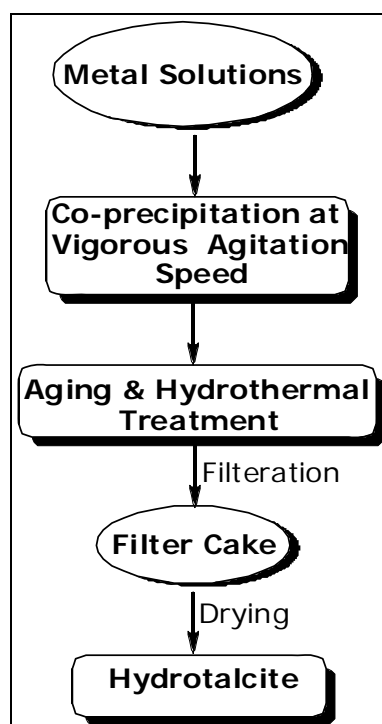 Metal Solutions
Co-precipitation at
Vigorous Agitation
Speed
Aging & Hydrothermal
Treatment
Filteration
Filter Cake
Drying
Hydrotalcite